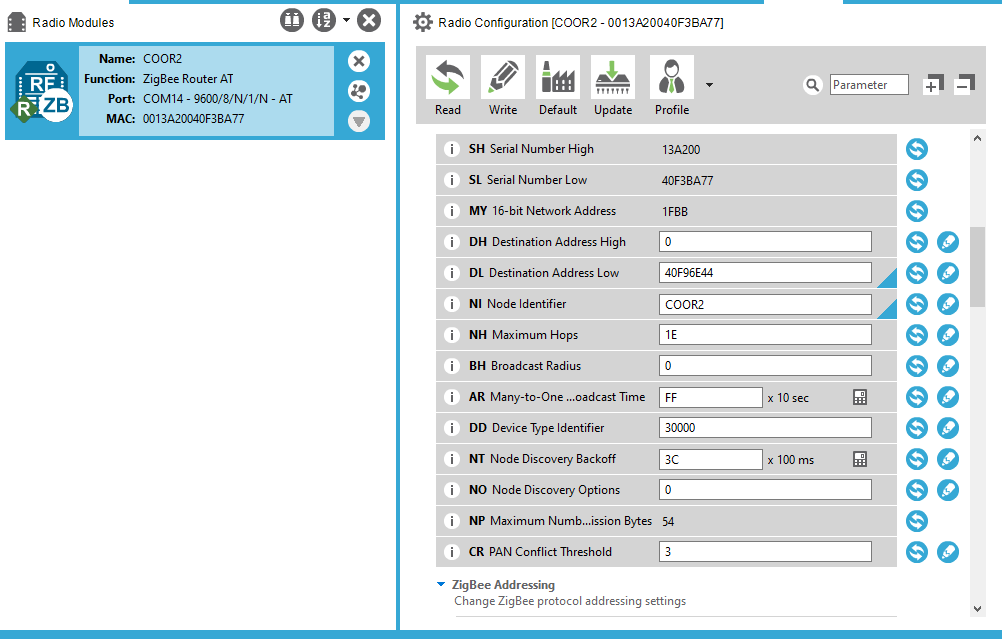 Radio Modules
Name: COOR2
Function: ZigBee Router AT
Port: COM14 - 9600/8/N/1/N - AT
MAC: 0013A20040F3BA77
RF
R
ZB
Radio Configuration [COOR2 - 0013A20040F3BA77]
Read Write Default Update Profile
Parameter
i SH Serial Number High 13A200
i SL Serial Number Low 40F3BA77
i MY 16-bit Network Address 1FBB
i DH Destination Address High 0
i DL Destination Address Low 40F96E44
i NI Node Identifier COOR2
i NH Maximum Hops 1E
i BH Broadcast Radius 0
i AR Many-to-One ...oadcast Time FF x 10 sec
i DD Device Type Identifier 30000
i NT Node Discovery Backoff 3C x 100 ms
i NO Node Discovery Options 0
i NP Maximum Numb...ission Bytes 54
i CR PAN Conflict Threshold 3
ZigBee Addressing
Change ZigBee protocol addressing settings